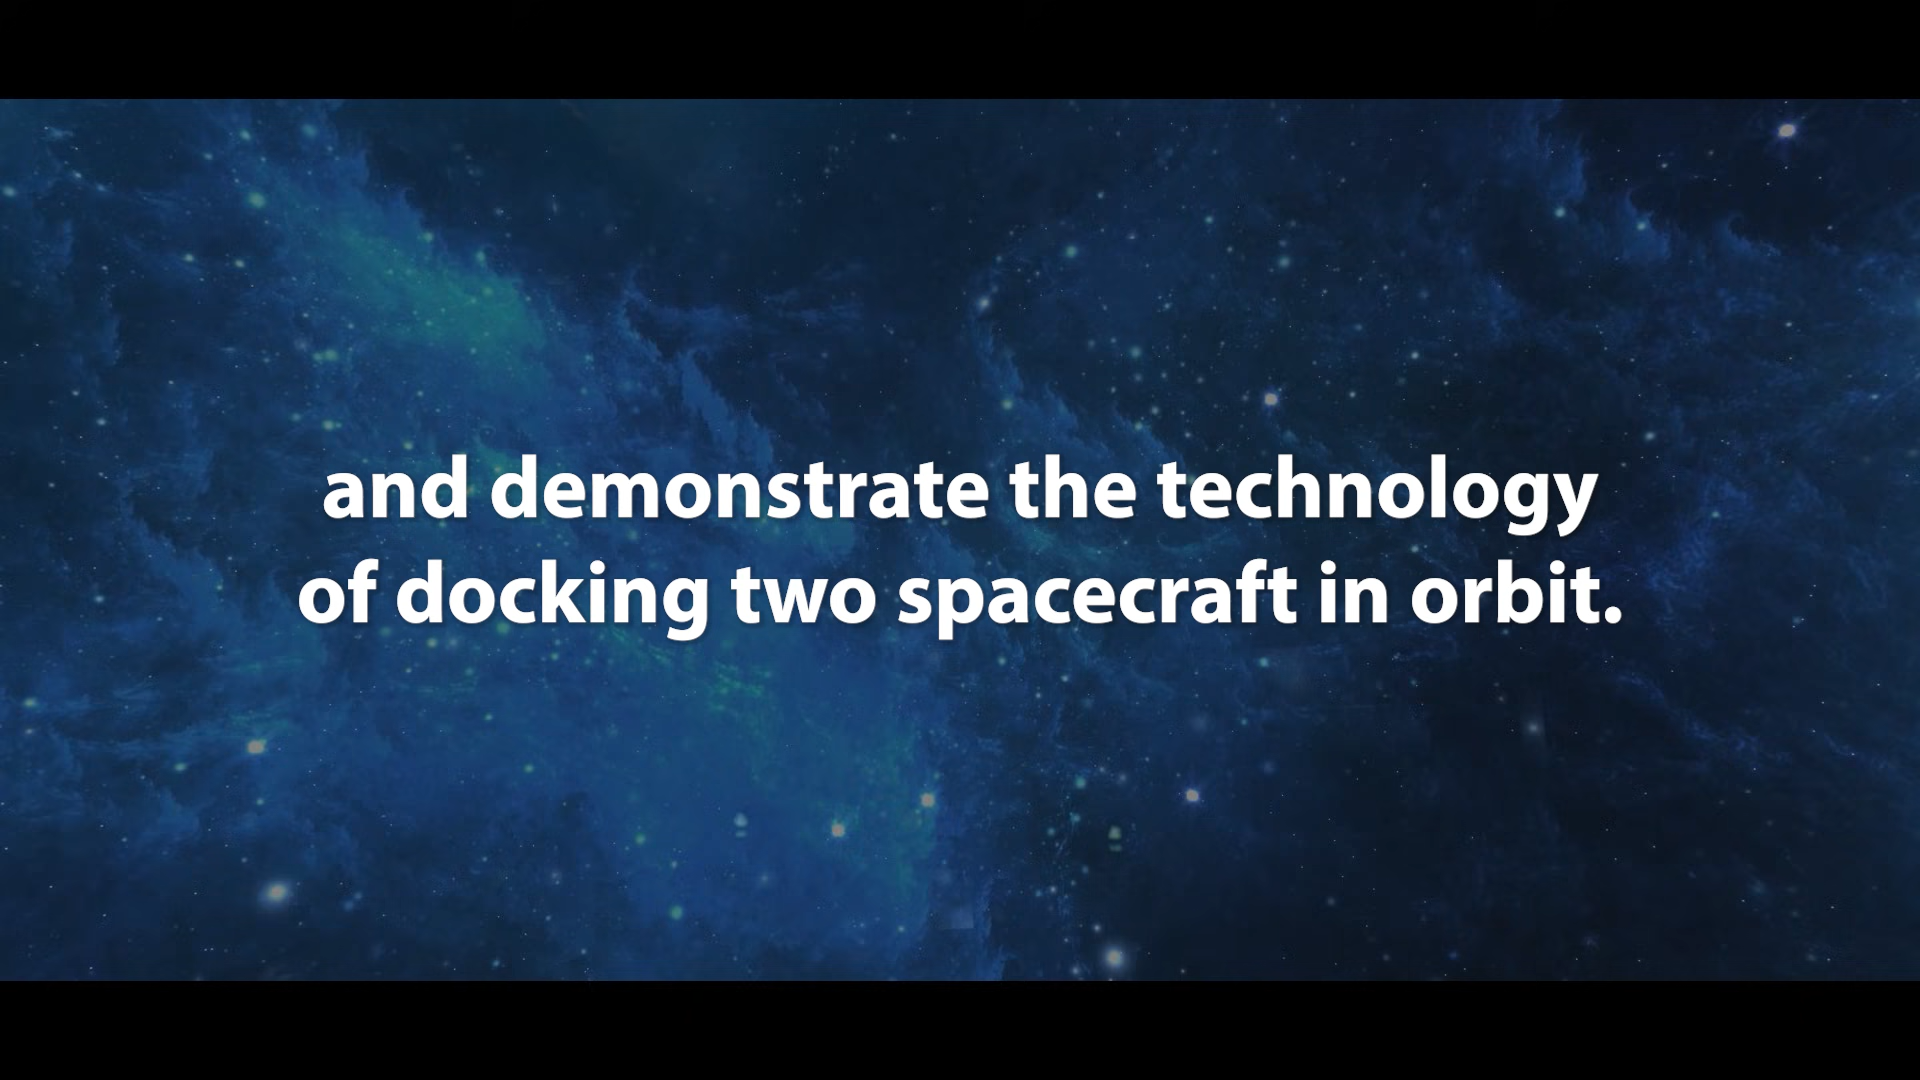 and demonstrate the technology
of docking two spacecraft in orbit.